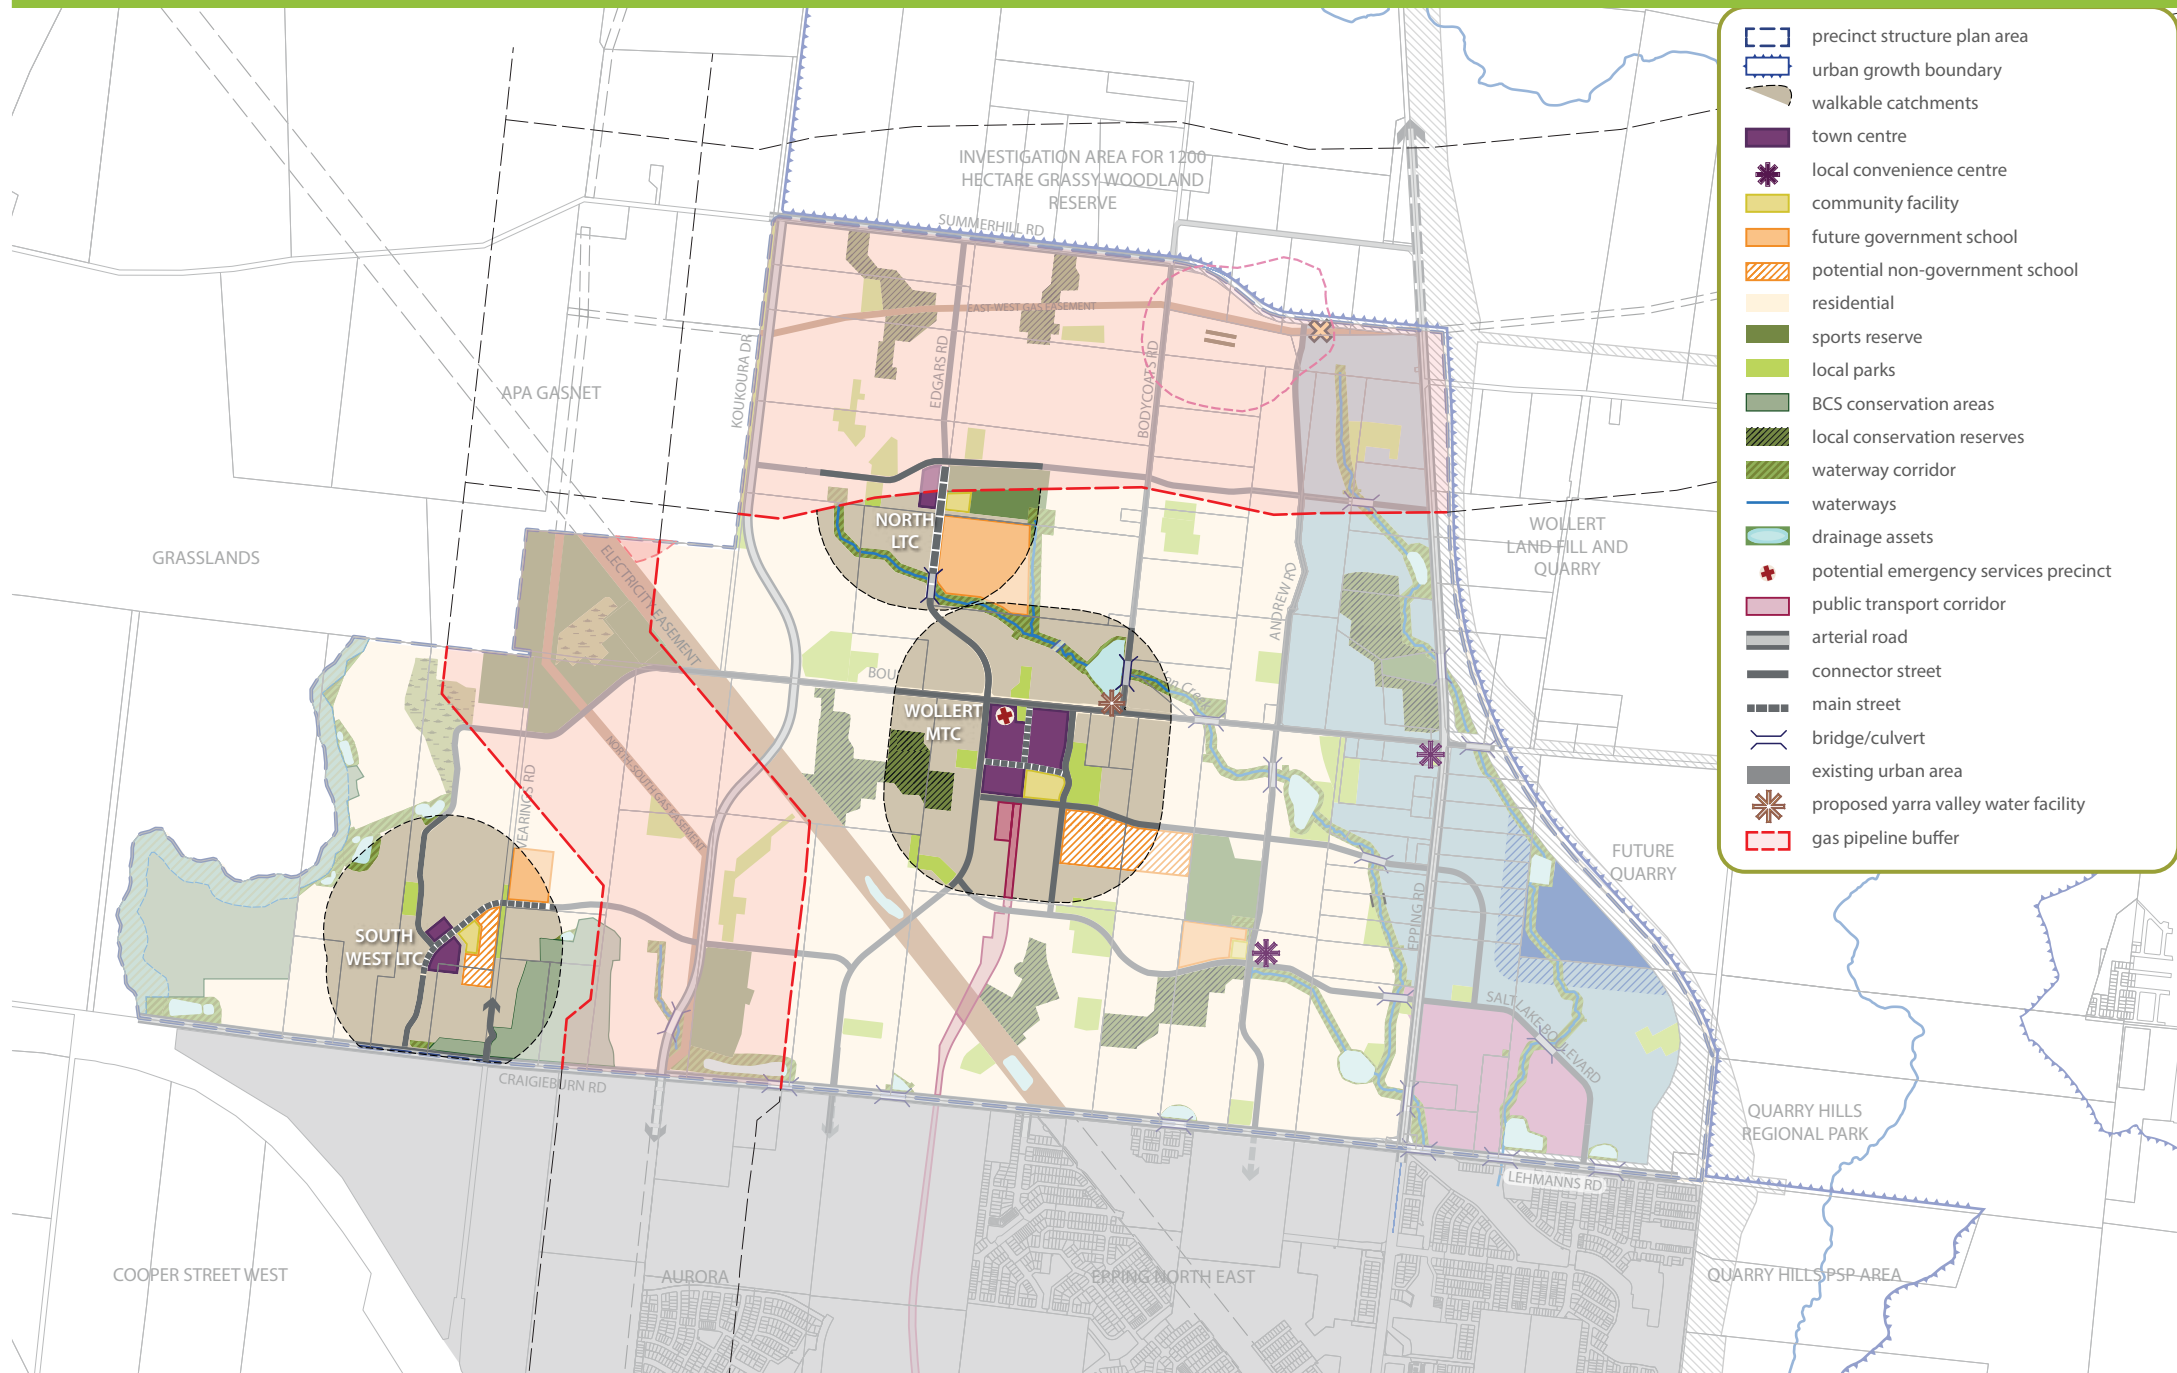 precinct structure plan area
urban growth boundary
walkable catchments
town centre
local convenience centre
community facility
future government school
potential non-government school
residential
sports reserve
local parks
BCS conservation areas
local conservation reserves
waterway corridor
waterways
drainage assets
potential emergency services precinct
public transport corridor
arterial road
connector street
main street
bridge/culvert
existing urban area
proposed yarra valley water facility
gas pipeline buffer
INVESTIGATION AREA FOR 1200
HECTARE GRASSY WOODLAND
RESERVE
SUMMERHILL RD
EAST-WEST GAS EASEMENT
KOUKOURA DR
EDGARS RD
BODYCOATS RD
APA GASNET
NORTH
LTC
WOLLERT
LAND FILL AND
QUARRY
GRASSLANDS
ELECTRICITY EASEMENT
ANDREW RD
BOU
WOLLERT
MTC
NORTH-SOUTH GAS EASEMENT
VEARINGS RD
FUTURE
QUARRY
EPPING RD
SOUTH
WEST LTC
SALT LAKE BOULEVARD
CRAIGIEBURN RD
QUARRY HILLS
REGIONAL PARK
LEHMANNS RD
COOPER STREET WEST
AURORA
EPPING NORTH EAST
QUARRY HILLS PSP AREA